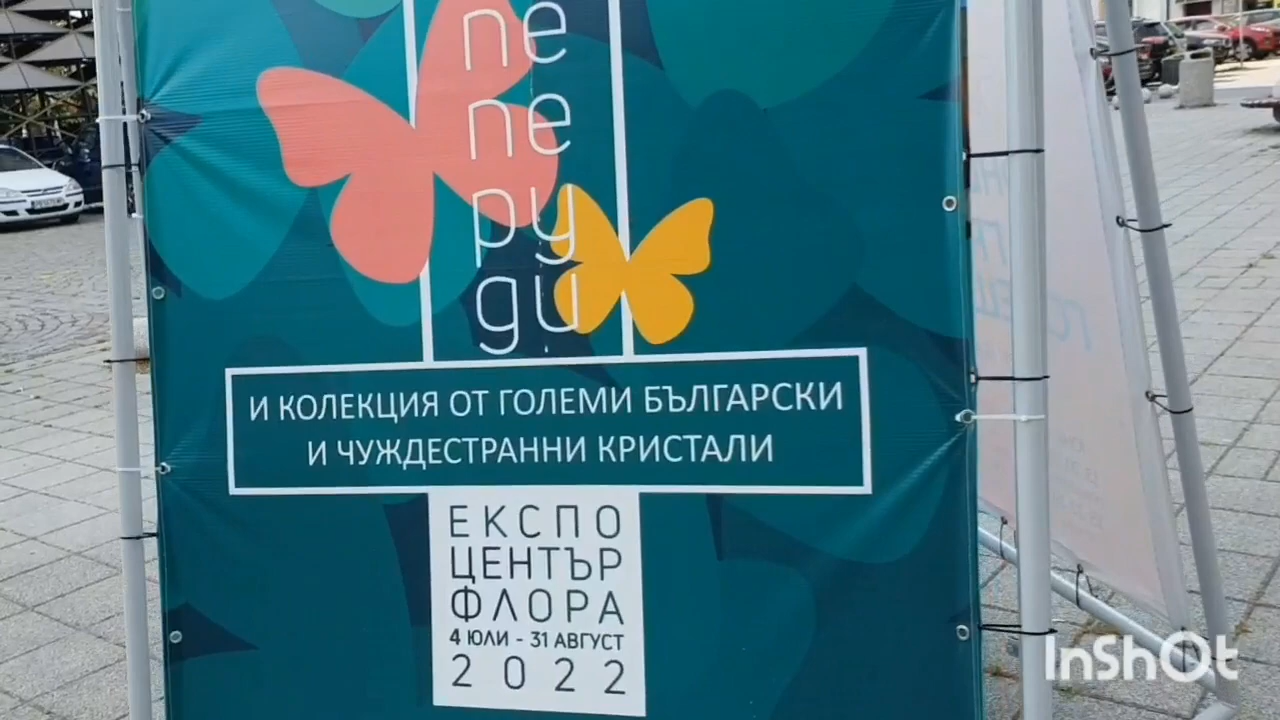 пе
пе
ру
ди
И КОЛЕКЦИЯ ОТ ГОЛЕМИ БЪЛГАРСКИ
И ЧУЖДЕСТРАННИ КРИСТАЛИ
ЕКСПО
ЦЕНТЪР
ФЛОРА
4 ЮЛИ - 31 АВГУСТ
2022
InShOt